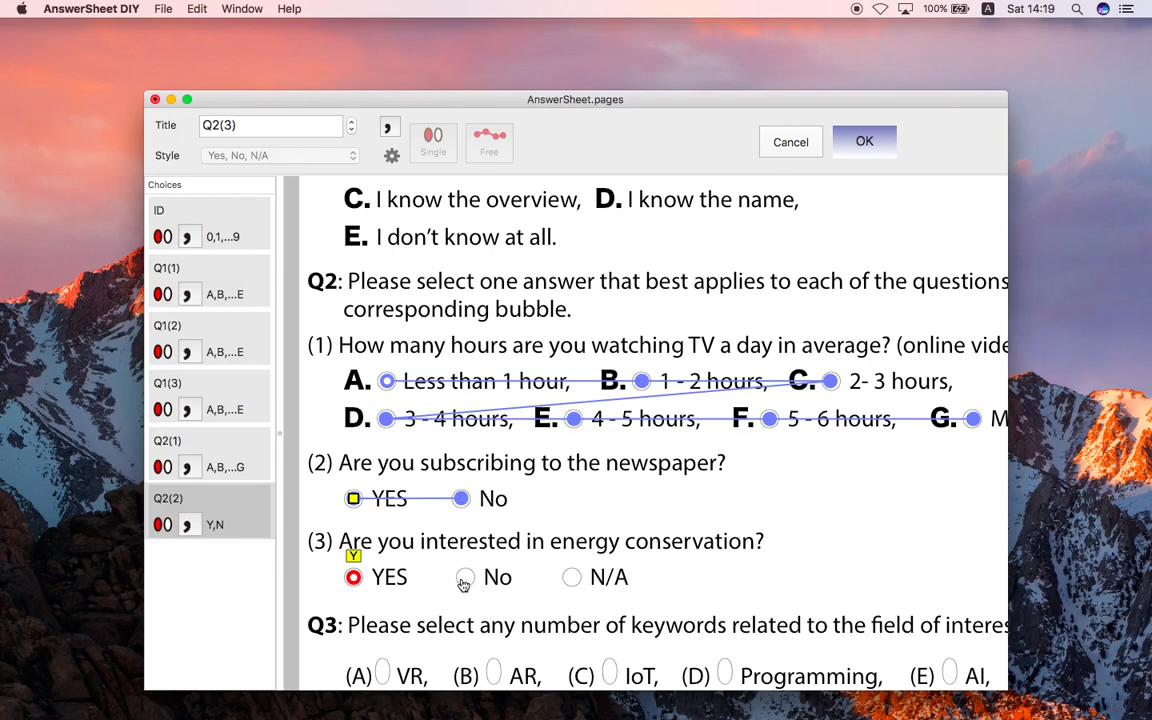 AnswerSheet DIY File Edit Window Help 100% A Sat 14:19
AnswerSheet.pages
Title Q2(3) ,
Style Yes, No, N/A Single Free Cancel OK
Choices
ID
, 0,1,...9
Q1(1)
, A,B,...E
Q1(2)
, A,B,...E
Q1(3)
, A,B,...E
Q2(1)
, A,B,...G
Q2(2)
, Y,N
C. I know the overview, D. I know the name,
E. I don't know at all.
Q2: Please select one answer that best applies to each of the questions
corresponding bubble.
(1) How many hours are you watching TV a day in average? (online vide
A. Less than 1 hour, B. 1 - 2 hours, C. 2- 3 hours,
D. 3 - 4 hours, E. 4 - 5 hours, F. 5 - 6 hours, G. M
(2) Are you subscribing to the newspaper?
YES No
(3) Are you interested in energy conservation?
Y
YES No N/A
Q3: Please select any number of keywords related to the field of interes
(A) VR, (B) AR, (C) IoT, (D) Programming, (E) AI,